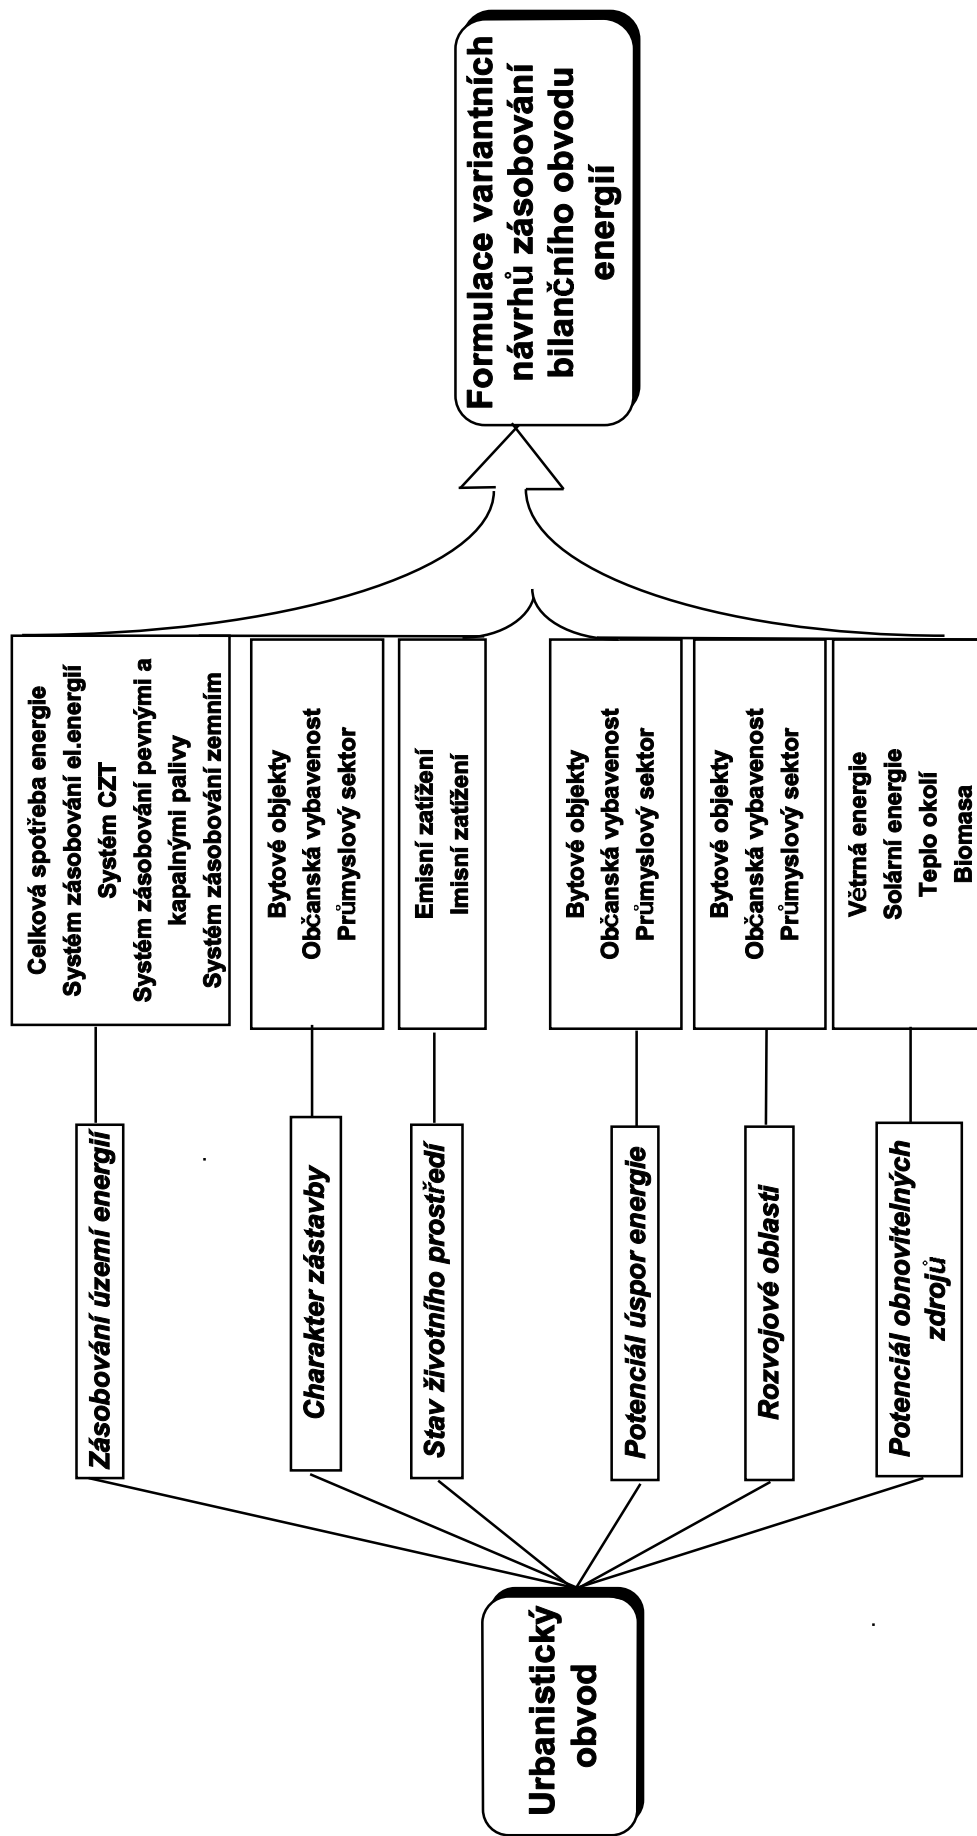 Urbanistický
obvod
Zásobování území energií
Charakter zástavby
Stav životního prostředí
Potenciál úspor energie
Rozvojové oblasti
Potenciál obnovitelných
zdrojů
Celková spotřeba energie
Systém zásobování el.energií
Systém CZT
Systém zásobování pevnými a
kapalnými palivy
Systém zásobování zemním
Bytové objekty
Občanská vybavenost
Průmyslový sektor
Emisní zatížení
Imisní zatížení
Bytové objekty
Občanská vybavenost
Průmyslový sektor
Bytové objekty
Občanská vybavenost
Průmyslový sektor
Větrná energie
Solární energie
Teplo okolí
Biomasa
Formulace variantních
návrhů zásobování
bilančního obvodu
energií